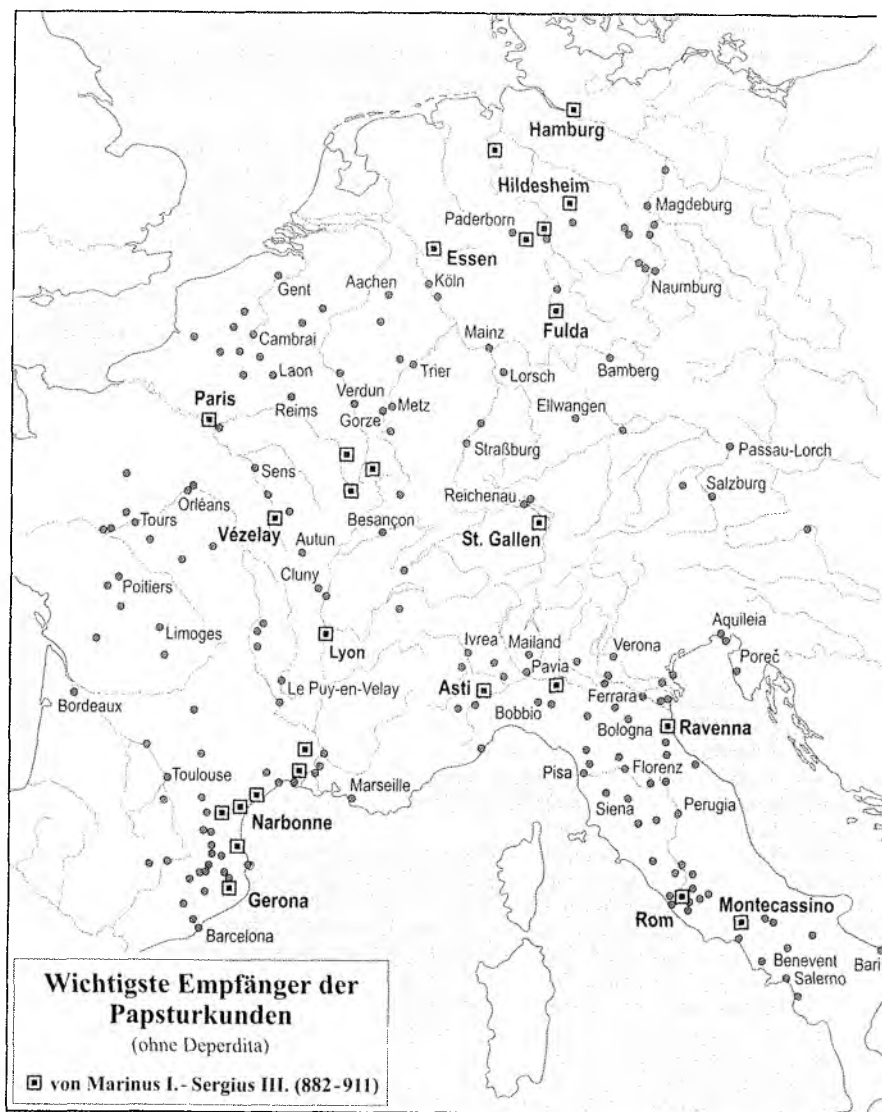 Hamburg
Hildesheim
Magdeburg
Paderborn
Essen
Gent
Aachen
Köln
Naumburg
Fulda
Cambrai
Mainz
Laon
Trier
Lorsch
Bamberg
Paris
Verdun
Reims
Metz
Gorze
Ellwangen
Straßburg
Passau-Lorch
Sens
Salzburg
Orléans
Reichenau
Tours
Besançon
Vézelay
Autun
St. Gallen
Cluny
Poitiers
Limoges
Lyon
Aquileia
Ivrea
Mailand
Verona
Poreč
Pavia
Le Puy-en-Velay
Asti
Bordeaux
Ferrara
Bobbio
Bologna
Ravenna
Toulouse
Marseille
Pisa
Florenz
Siena
Perugia
Narbonne
Gerona
Rom
Montecassino
Barcelona
Benevent
Bari
Salerno
Wichtigste Empfänger der
Papsturkunden
(ohne Deperdita)
von Marinus I.- Sergius III. (882-911)